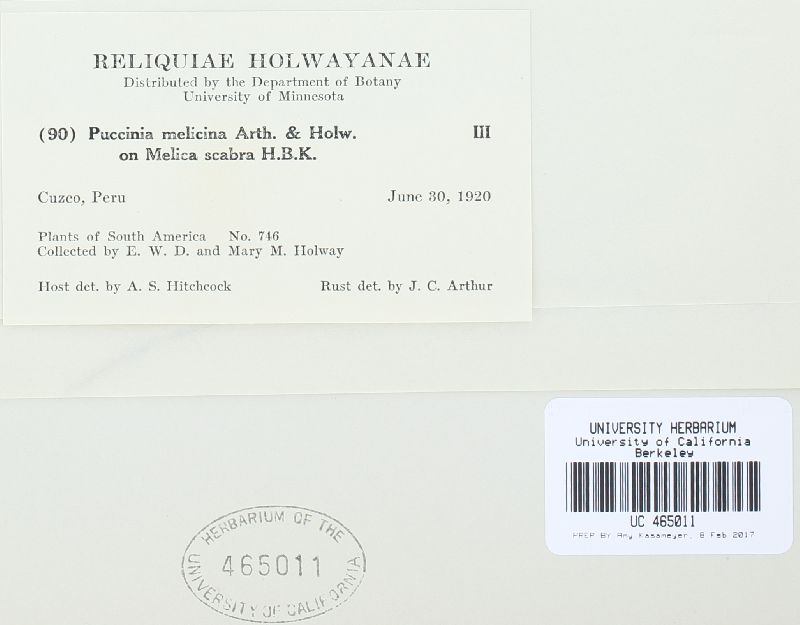 RELIQUIAE HOLWAYANAE
Distributed by the Department of Botany
University of Minnesota
(90) Puccinia melicina Arth. & Holw. III
on Melica scabra H.B.K.
Cuzco, Peru June 30, 1920
Plants of South America No. 746
Collected by E. W. D. and Mary M. Holway
Host det. by A. S. Hitchcock Rust det. by J. C. Arthur
UNIVERSITY HERBARIUM
University of California
Berkeley
UC 465011
PREP BY Amy Kasameyer, 8 Feb 2017
HERBARIUM OF THE
465011
UNIVERSITY OF CALIFORNIA